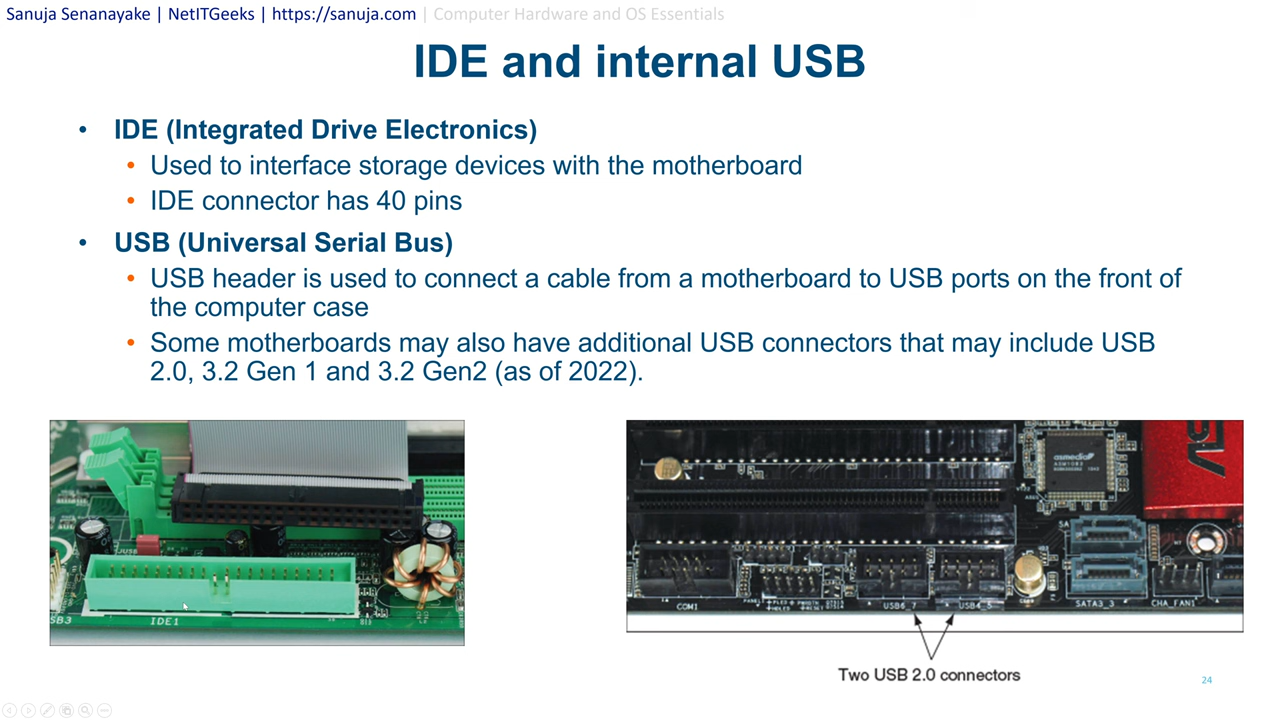 Sanuja Senanayake | NetITGeeks | https://sanuja.com | Computer Hardware and OS Essentials
IDE and internal USB
• IDE (Integrated Drive Electronics)
• Used to interface storage devices with the motherboard
• IDE connector has 40 pins
• USB (Universal Serial Bus)
• USB header is used to connect a cable from a motherboard to USB ports on the front of
the computer case
• Some motherboards may also have additional USB connectors that may include USB
2.0, 3.2 Gen 1 and 3.2 Gen2 (as of 2022).
IDE1
asmedia
COM1
PANEL1
USB6_7
USB4_5
SATA3_3
CHA_FAN1
Two USB 2.0 connectors
24